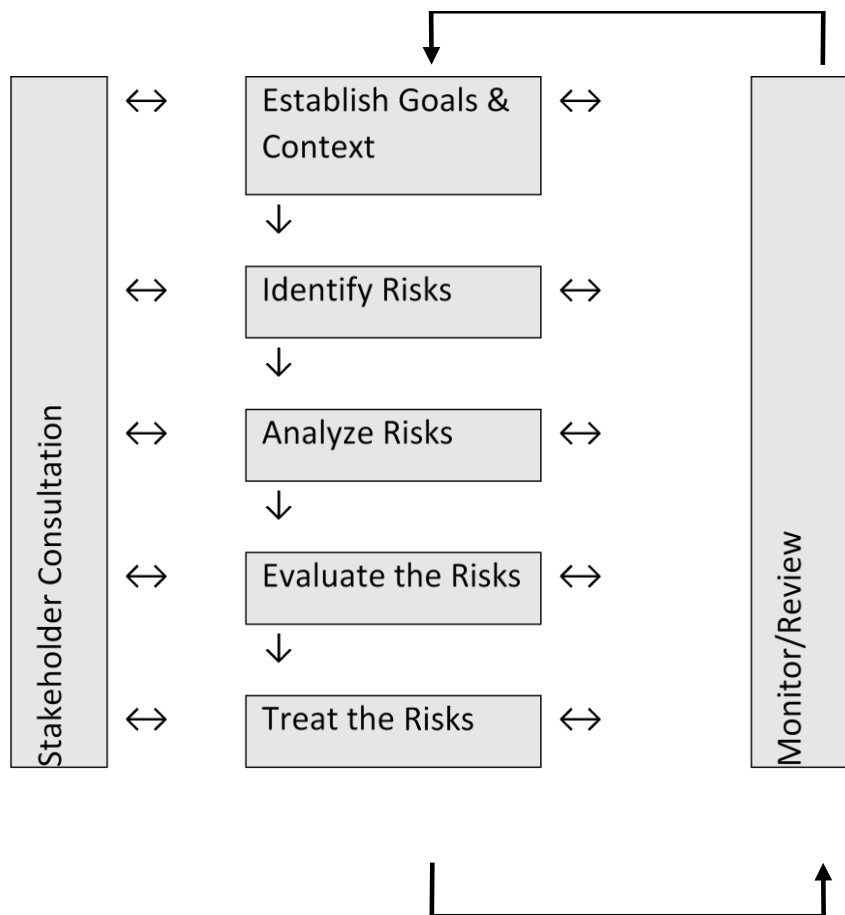 Establish Goals &
Context
Identify Risks
Analyze Risks
Evaluate the Risks
Treat the Risks
Stakeholder Consultation
Monitor/Review